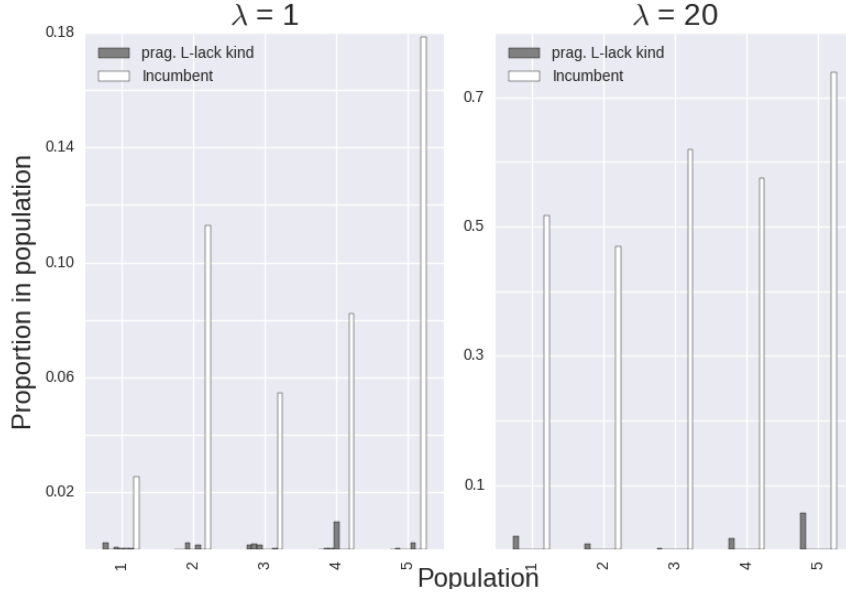 λ = 1
λ = 20
prag. L-lack kind
Incumbent
prag. L-lack kind
Incumbent
Proportion in population
0.18
0.14
0.10
0.06
0.02
0.7
0.5
0.3
0.1
1 2 3 4 5
1 2 3 4 5
Population